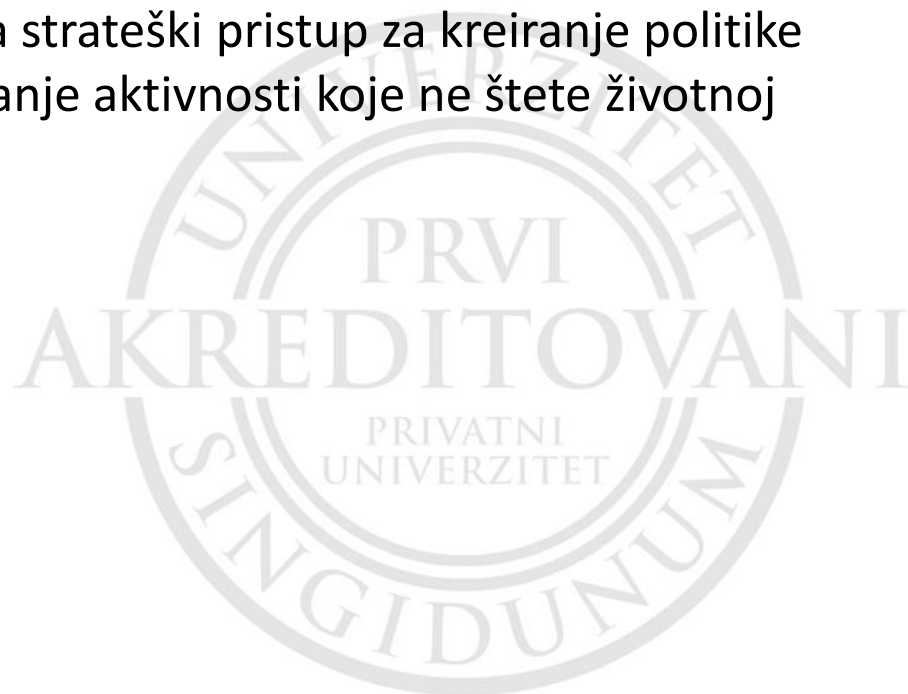 a strateški pristup za kreiranje politike
anje aktivnosti koje ne štete životnoj
UNIVERZITET
PRVI
AKREDITOVANI
PRIVATNI
UNIVERZITET
SINGIDUNUM